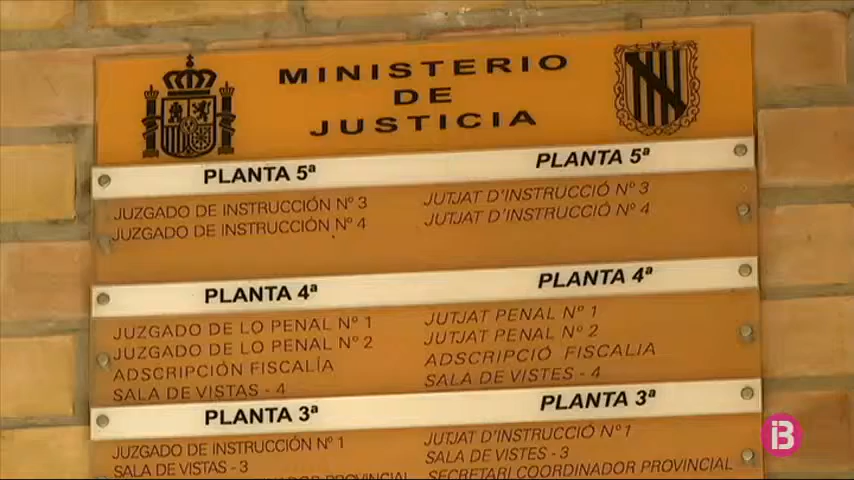 MINISTERIO
DE
JUSTICIA
PLANTA 5ª
PLANTA 5ª
JUZGADO DE INSTRUCCIÓN Nº 3
JUZGADO DE INSTRUCCIÓN Nº 4
JUTJAT D'INSTRUCCIÓ Nº 3
JUTJAT D'INSTRUCCIÓ Nº 4
PLANTA 4ª
PLANTA 4ª
JUZGADO DE LO PENAL Nº 1
JUZGADO DE LO PENAL Nº 2
ADSCRIPCIÓN FISCALÍA
SALA DE VISTAS - 4
JUTJAT PENAL Nº 1
JUTJAT PENAL Nº 2
ADSCRIPCIÓ FISCALIA
SALA DE VISTES - 4
PLANTA 3ª
PLANTA 3ª
JUZGADO DE INSTRUCCIÓN Nº 1
SALA DE VISTAS - 3
PROVINCIAL
JUTJAT D'INSTRUCCIÓ Nº 1
SALA DE VISTES - 3
SECRETARI COORDINADOR PROVINCIAL
iB